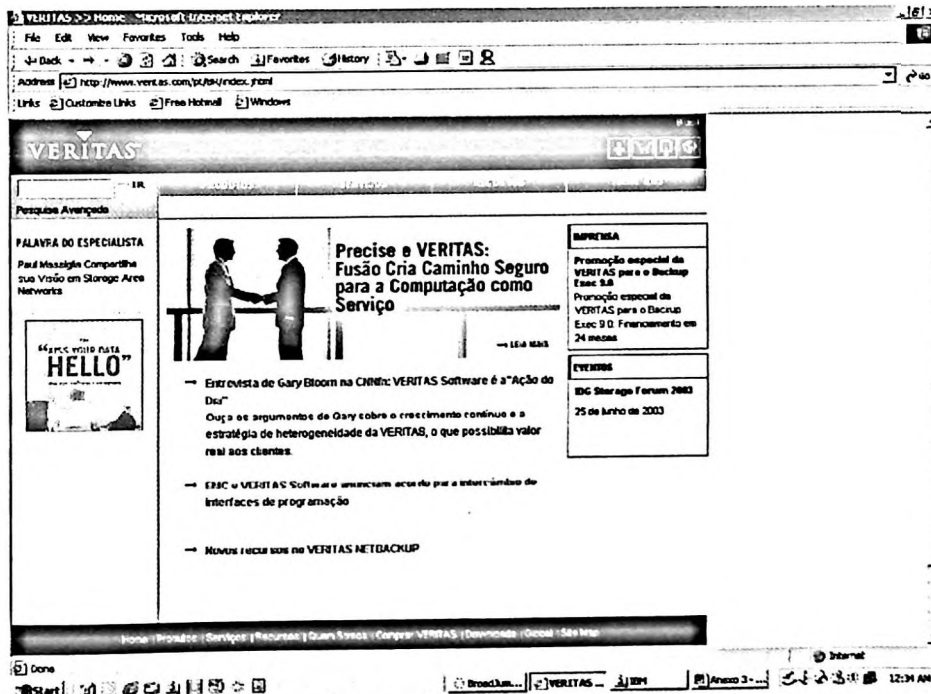 VERITAS >> Home - Microsoft Internet Explorer
File Edit View Favorites Tools Help
Back Search Favorites History
Address http://www.veritas.com/pt/BR/index.jhtml Go
Links Customize Links Free Hotmail Windows
Brasil
VERITAS
IR
Pesquisa Avançada
PALAVRA DO ESPECIALISTA
Paul Massiglia Compartilha
sua Visão em Storage Area
Networks
"KISS YOUR DATA
HELLO"
Precise e VERITAS:
Fusão Cria Caminho Seguro
para a Computação como
Serviço
LEIA MAIS
Entrevista de Gary Bloom na CNNfn: VERITAS Software é a "Ação do
Dia"
Ouça os argumentos de Gary sobre o crescimento contínuo e a
estratégia de heterogeneidade da VERITAS, o que possibilita valor
real aos clientes.
EMC e VERITAS Software anunciam acordo para intercâmbio de
interfaces de programação
Novos recursos no VERITAS NETBACKUP
IMPRENSA
Promoção especial da
VERITAS para o Backup
Exec 9.0
Promoção especial da
VERITAS para o Backup
Exec 9.0: Financiamento em
24 meses
EVENTOS
IDG Storage Forum 2003
25 de junho de 2003
Home | Produtos | Serviços | Recursos | Quem Somos | Comprar VERITAS | Downloads | Global | Site Map
Done Internet
Start BroadJum... VERITAS ... IBM Anexo 3 - ... 12:34 AM